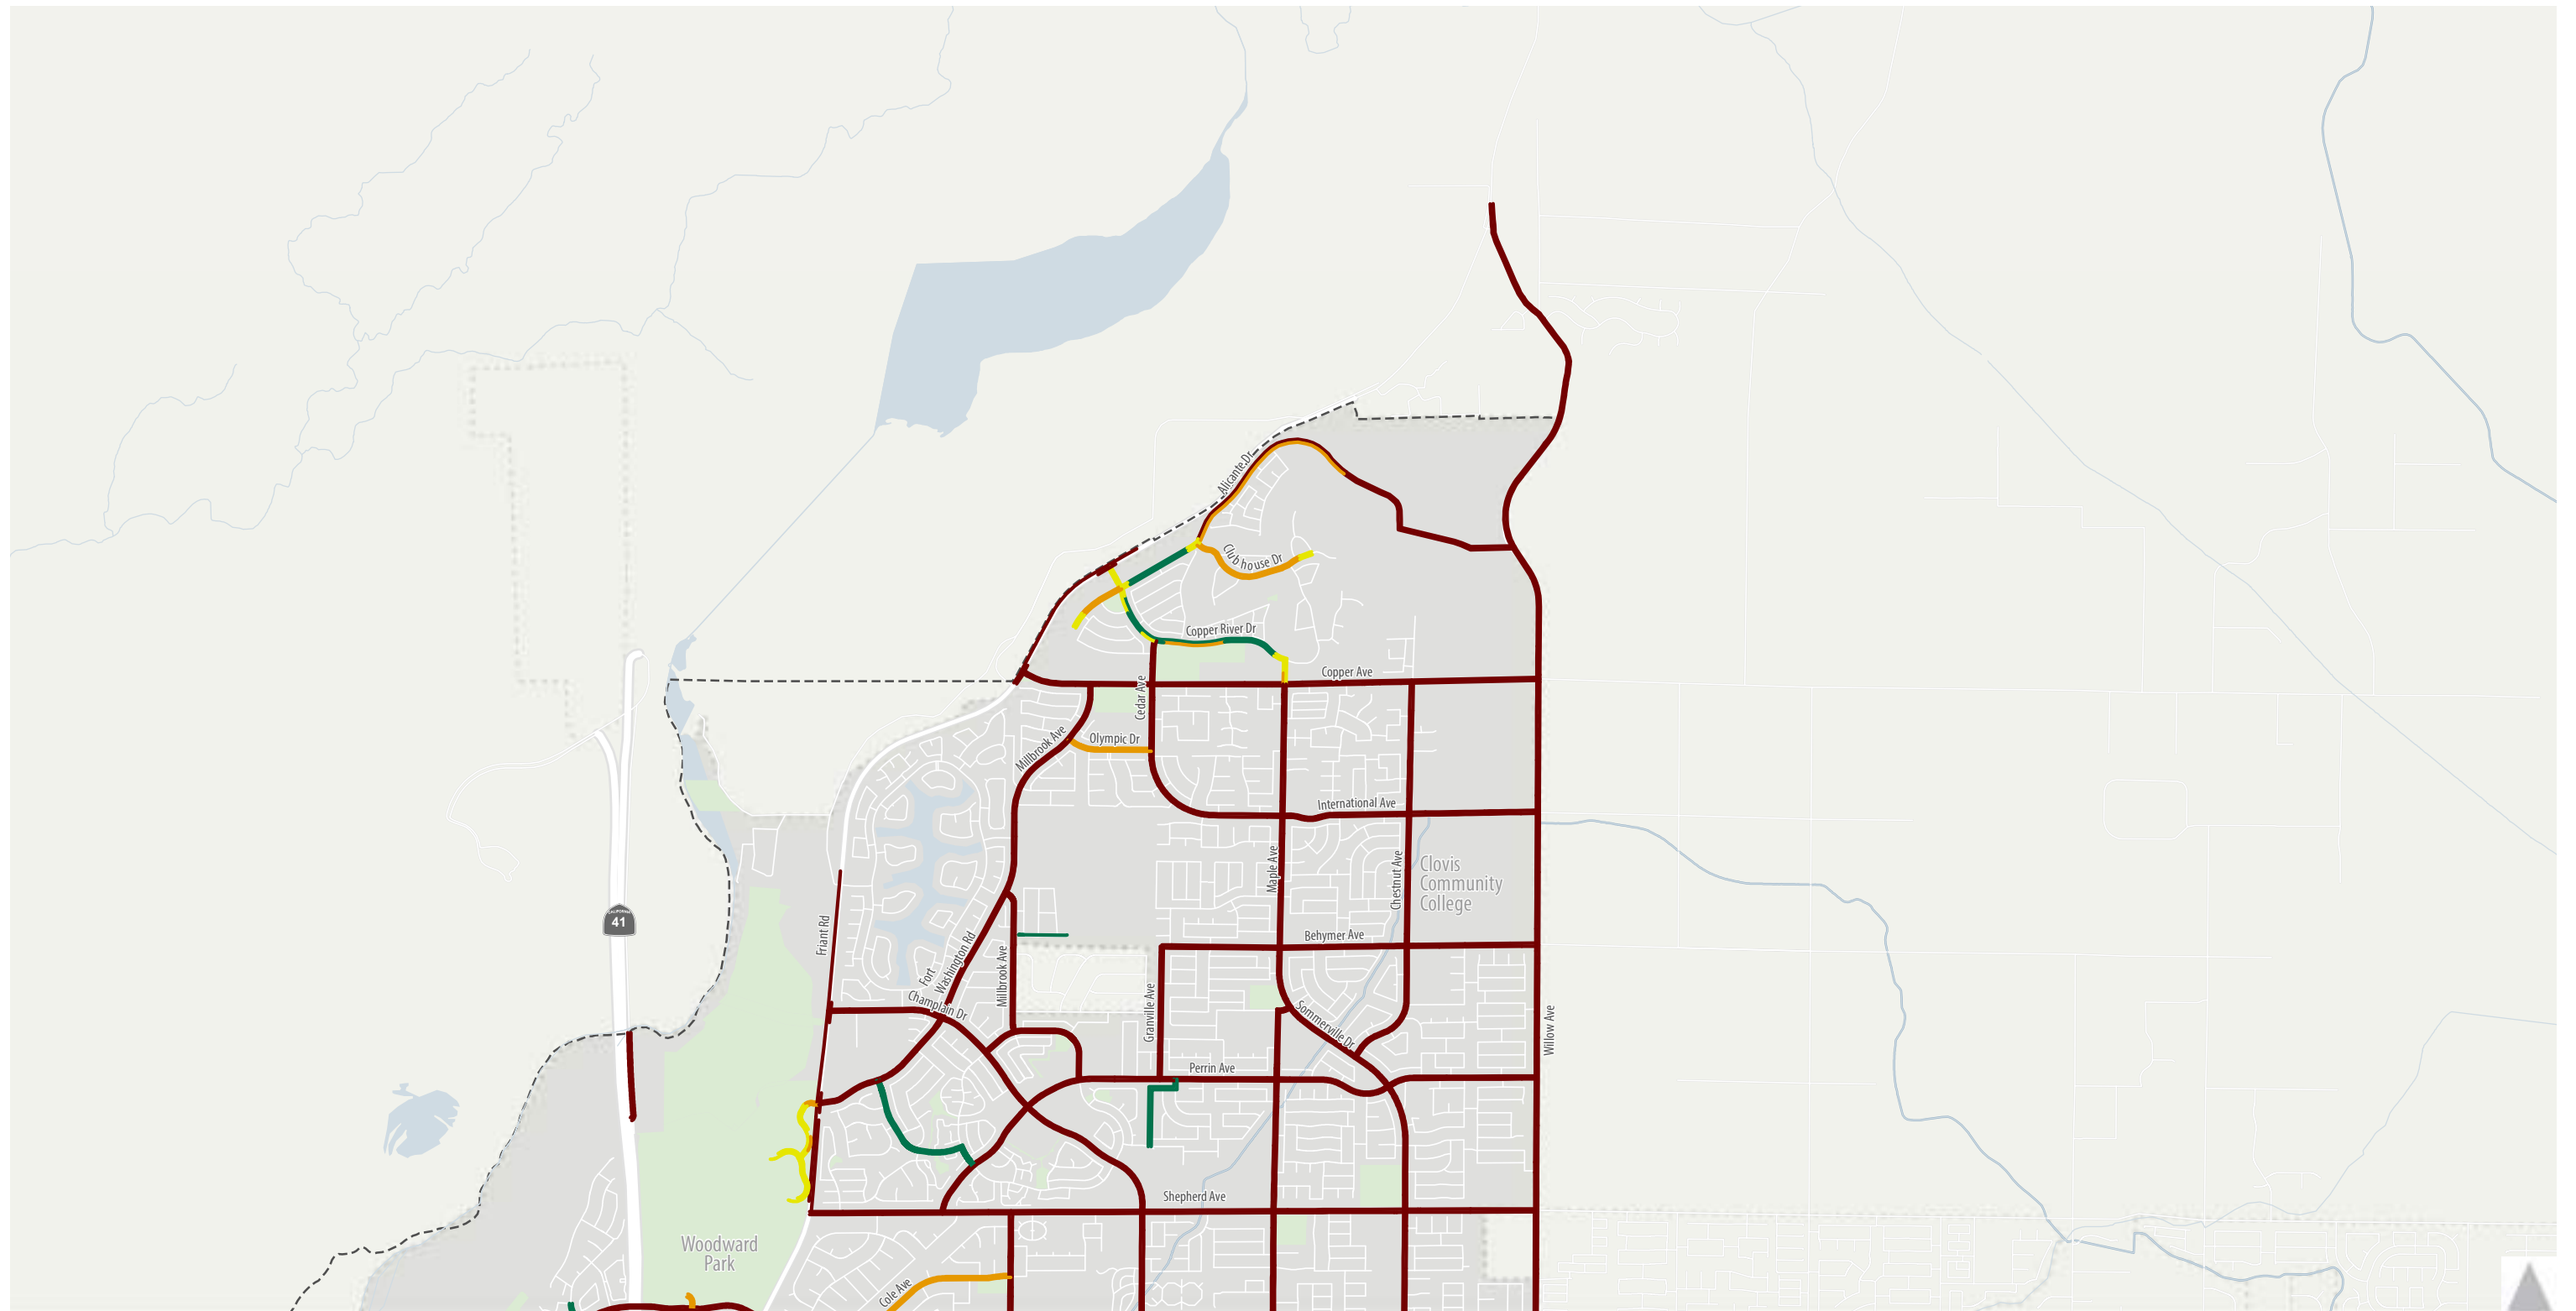 Alicante Dr
Club house Dr
Copper River Dr
Copper Ave
Cedar Ave
Olympic Dr
Millbrook Ave
International Ave
Maple Ave
Chestnut Ave
Clovis
Community
College
CALIFORNIA
41
Friant Rd
Behymer Ave
Fort
Washington Rd
Millbrook Ave
Champlain Dr
Granville Ave
Sommerville Dr
Willow Ave
Perrin Ave
Shepherd Ave
Woodward
Park
Cole Ave